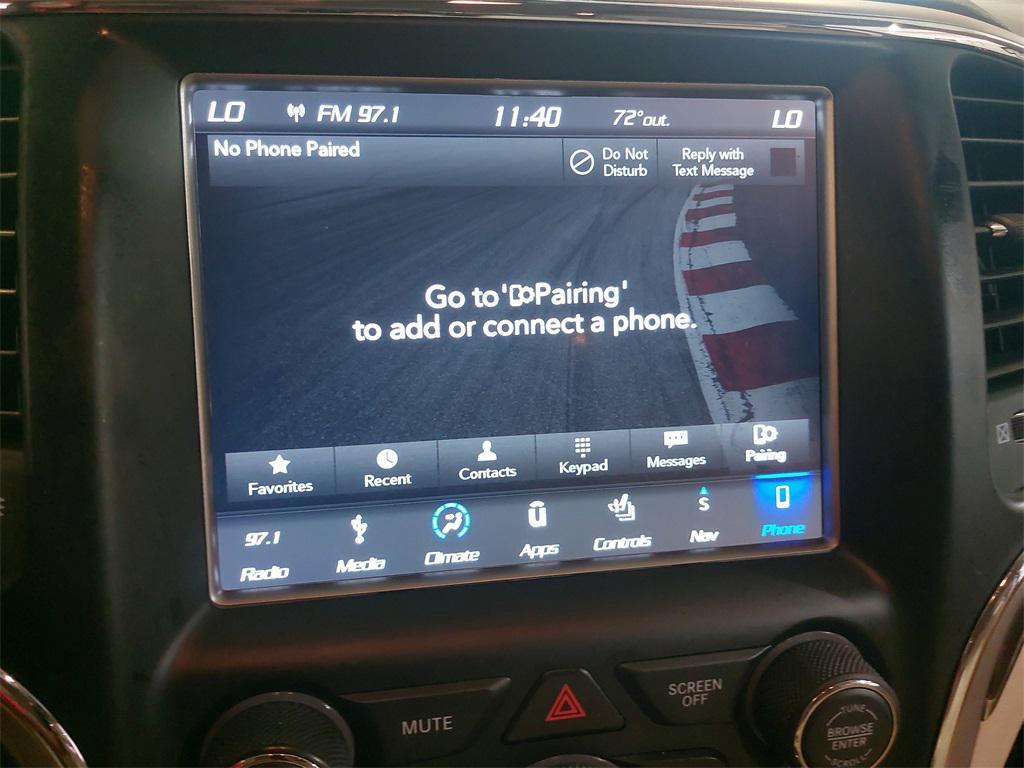 LO FM 97.1 11:40 72°out. LO
No Phone Paired
Do Not
Disturb
Reply with
Text Message
Go to 'Pairing'
to add or connect a phone.
Favorites Recent Contacts Keypad Messages Pairing
97.1 S
Radio Media Climate Apps Controls Nav Phone
MUTE
SCREEN
OFF
TUNE
BROWSE
ENTER
SCROLL